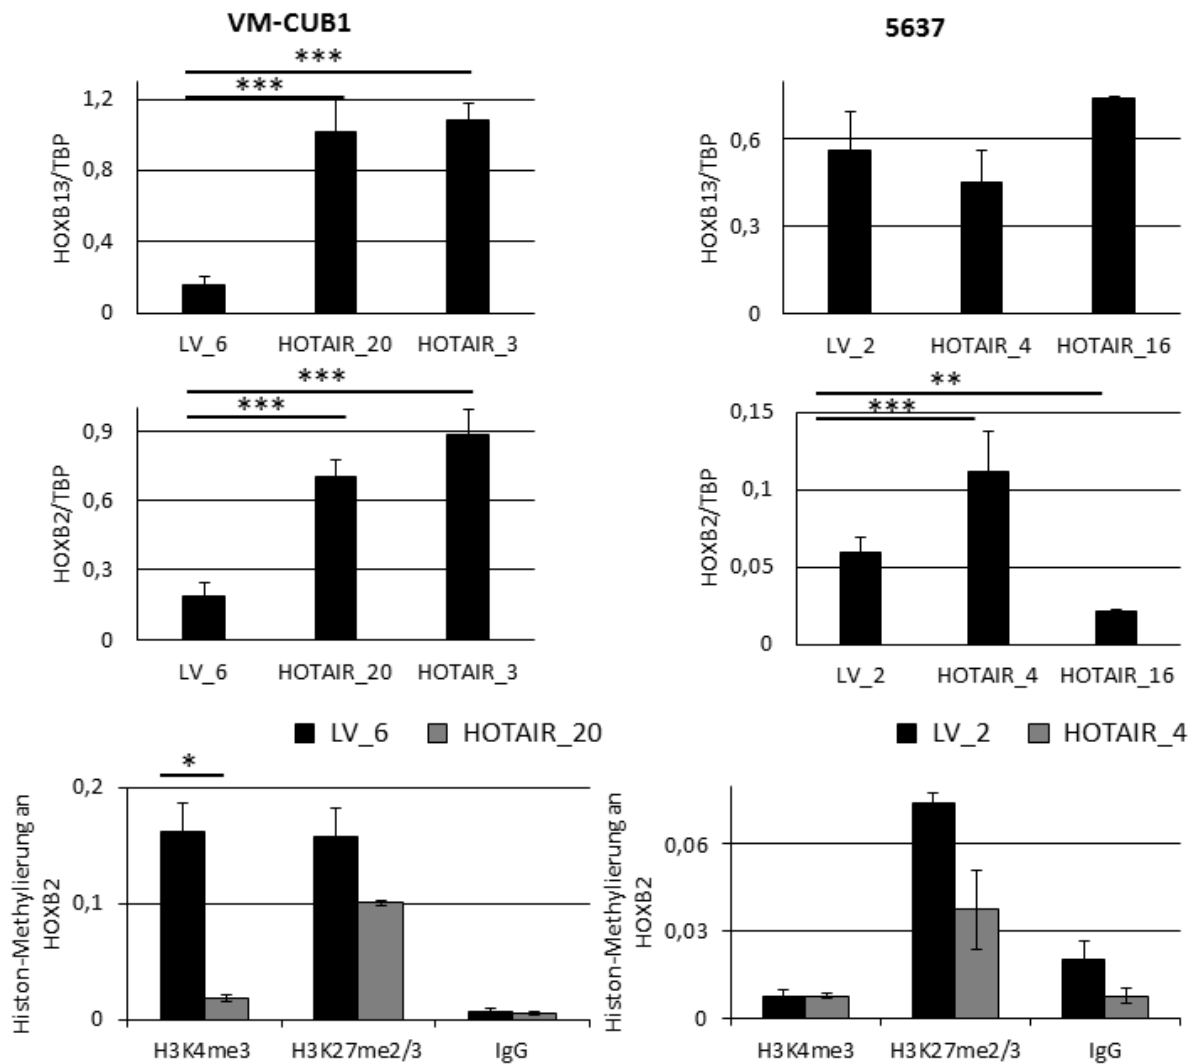 VM-CUB1
***
***
HOXB13/TBP
1,2
0,8
0,4
0
LV_6 HOTAIR_20 HOTAIR_3
5637
HOXB13/TBP
0,6
0,3
0
LV_2 HOTAIR_4 HOTAIR_16
***
***
HOXB2/TBP
0,9
0,6
0,3
0
LV_6 HOTAIR_20 HOTAIR_3
**
***
HOXB2/TBP
0,15
0,1
0,05
0
LV_2 HOTAIR_4 HOTAIR_16
LV_6 HOTAIR_20
*
Histon-Methylierung an
HOXB2
0,2
0,1
0
H3K4me3 H3K27me2/3 IgG
LV_2 HOTAIR_4
Histon-Methylierung an
HOXB2
0,06
0,03
0
H3K4me3 H3K27me2/3 IgG